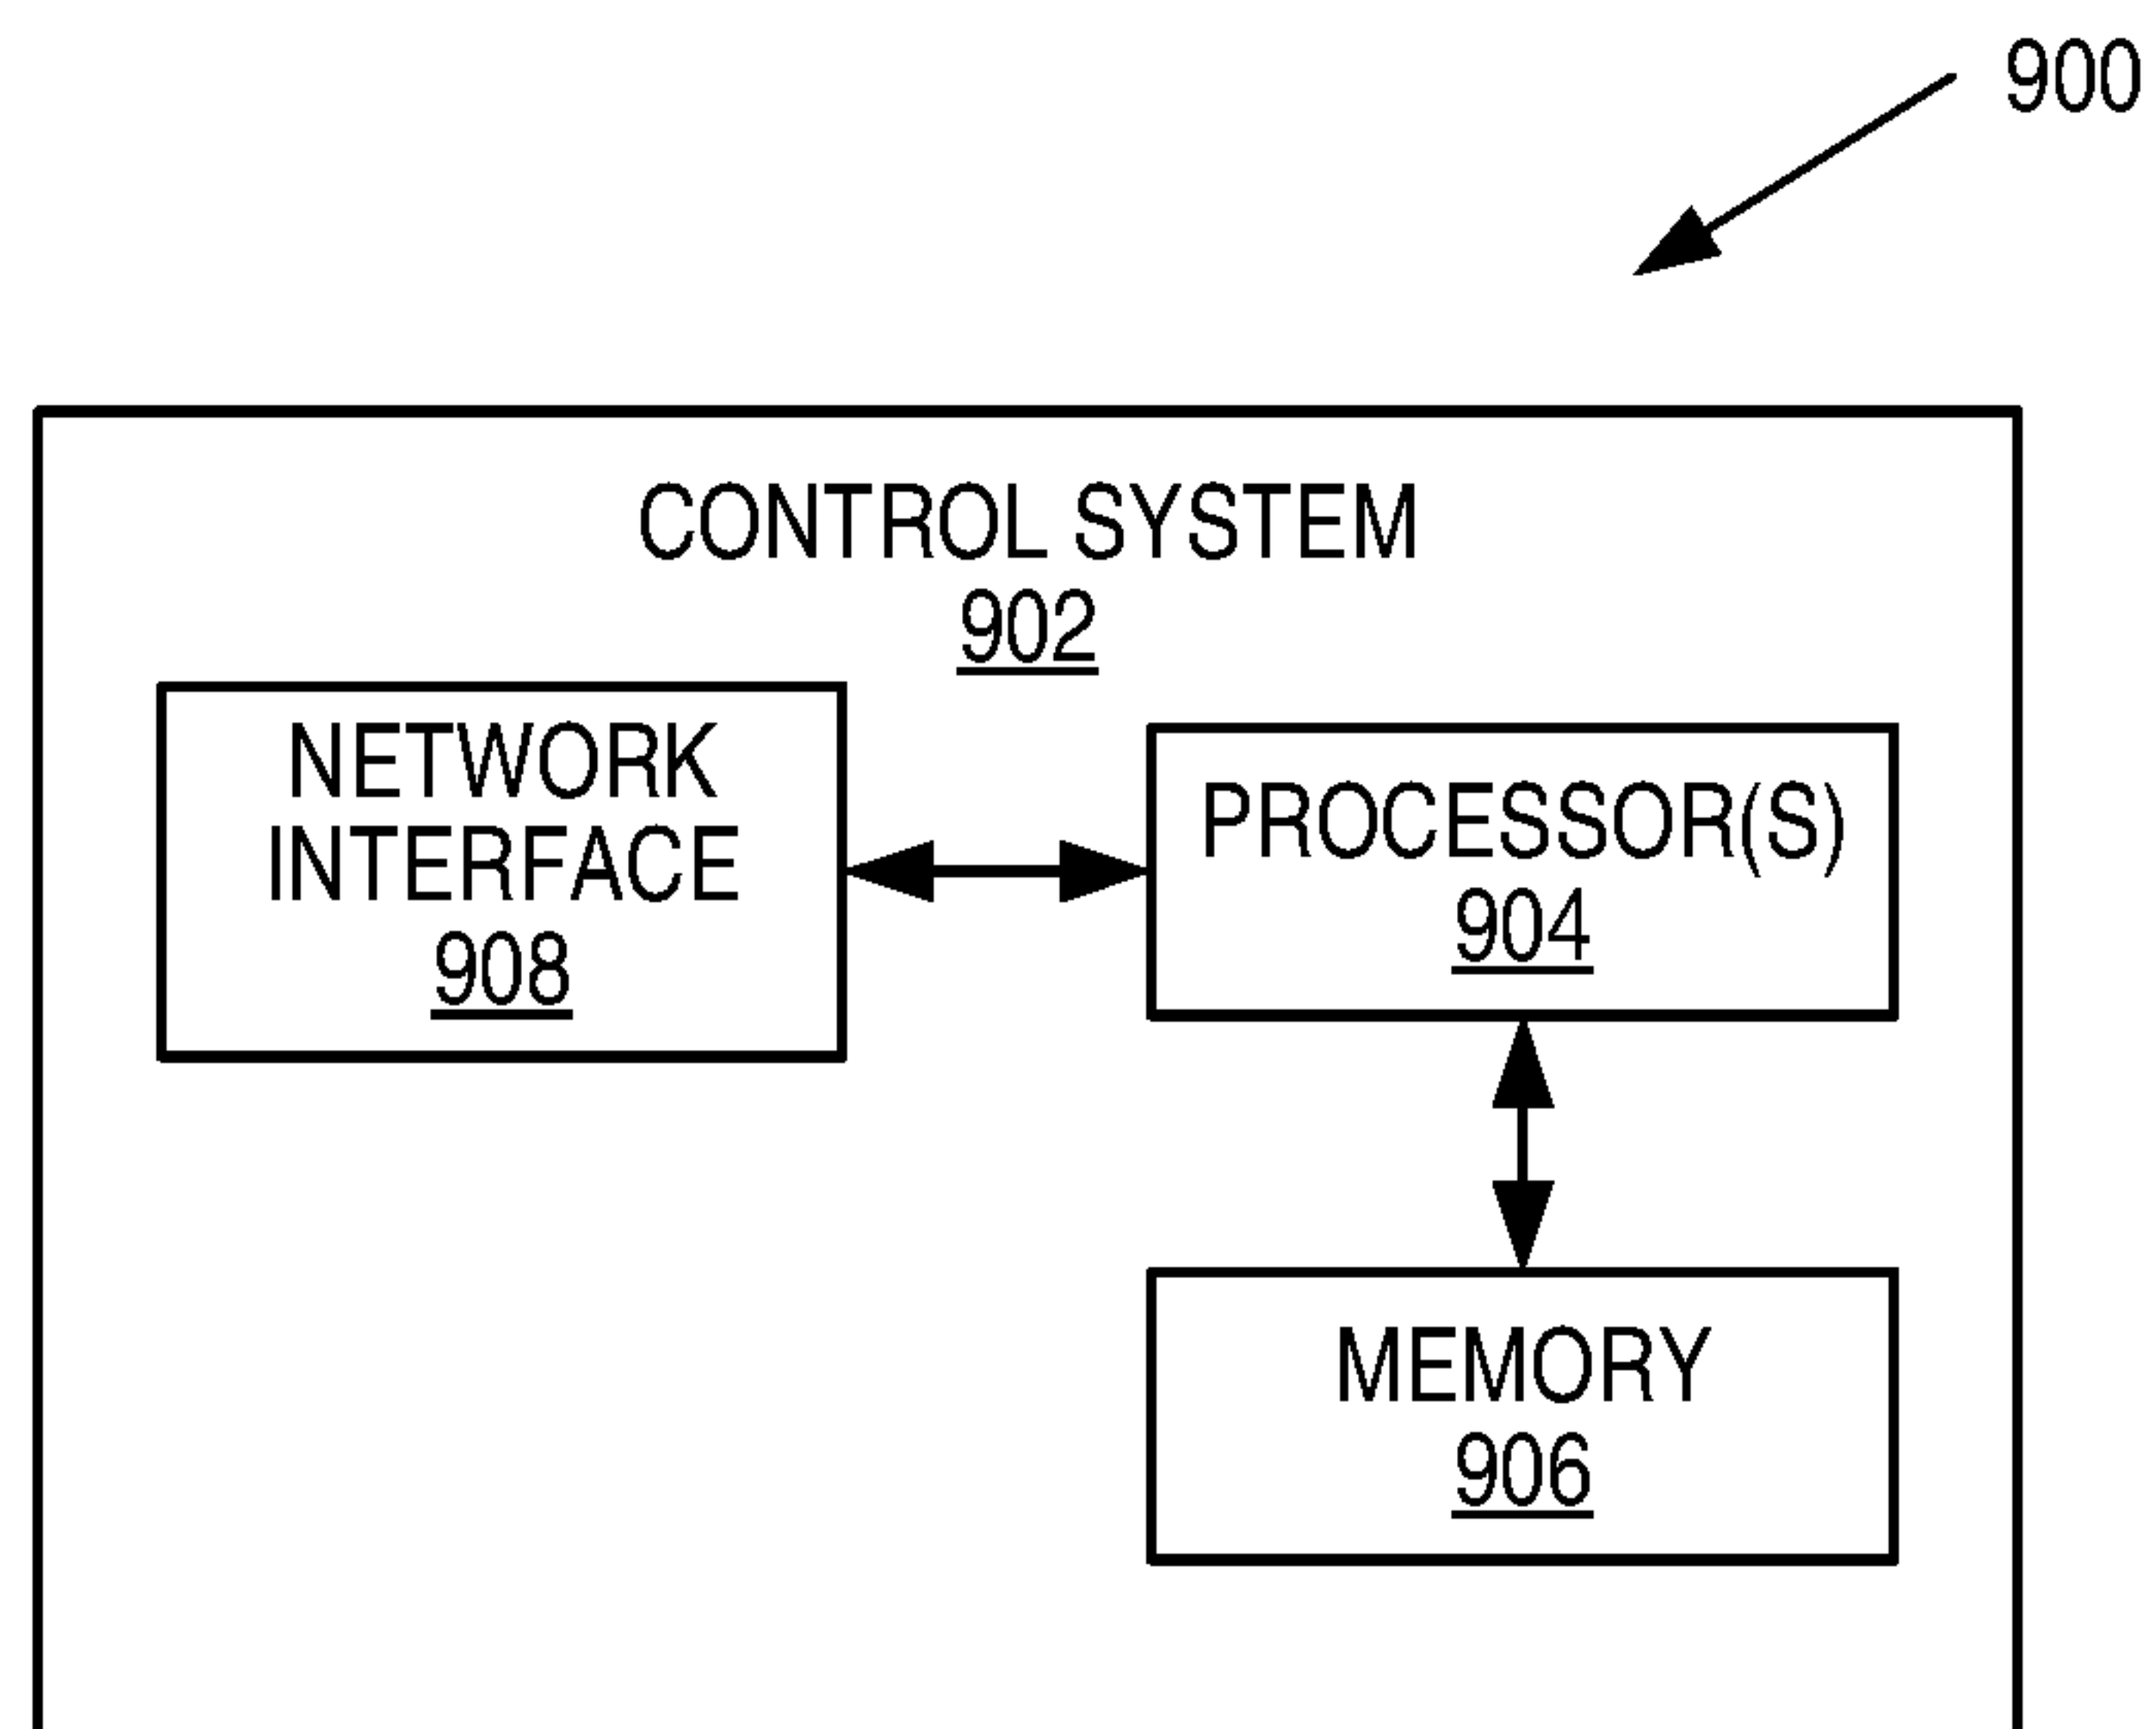 900
CONTROL SYSTEM
902
NETWORK
INTERFACE
908
PROCESSOR(S)
904
MEMORY
906